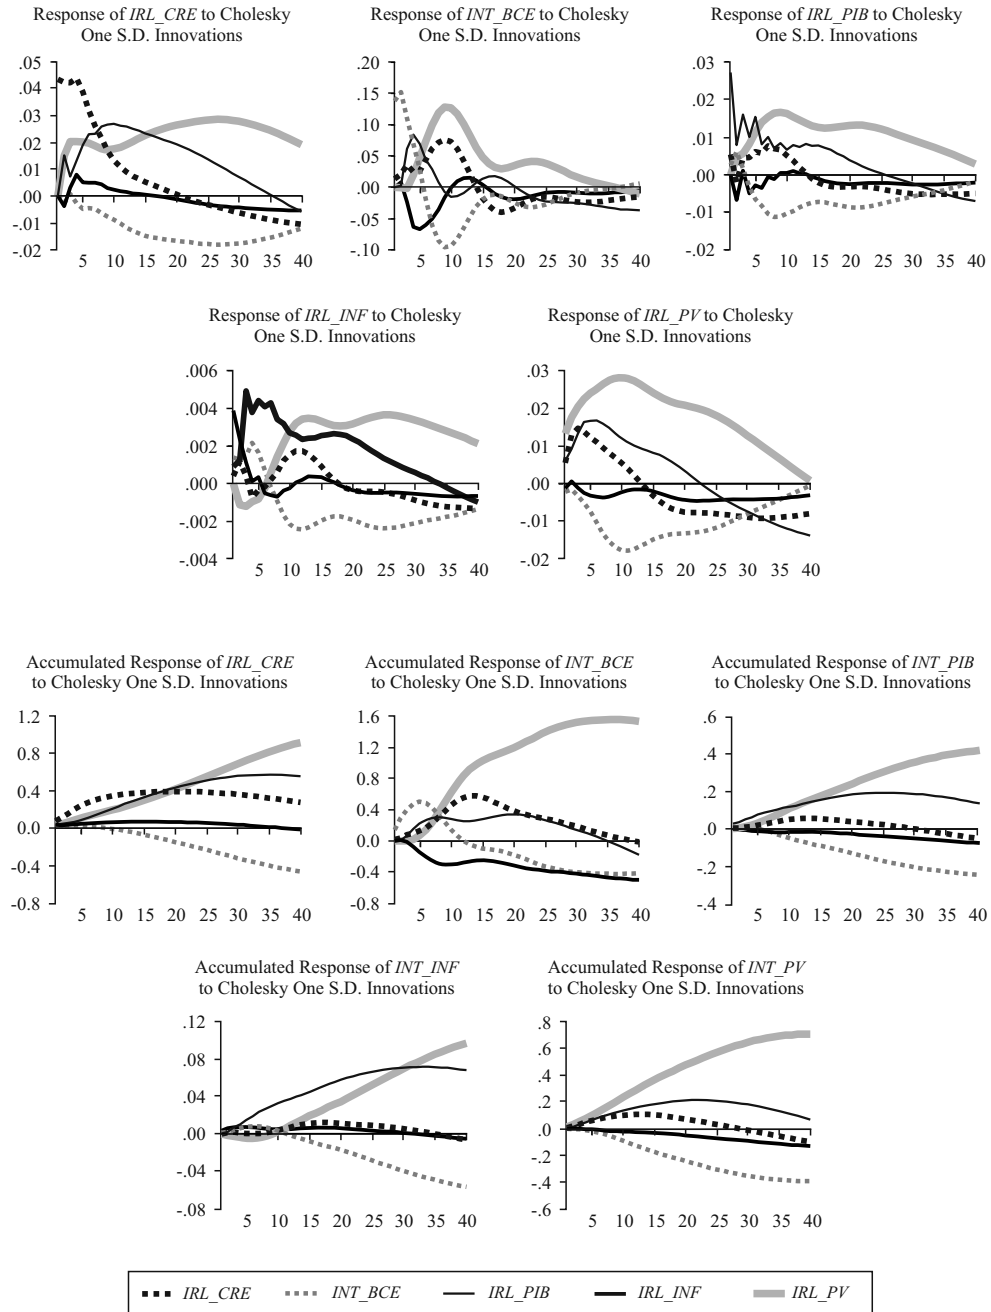 Response of IRL_CRE to Cholesky
One S.D. Innovations
.05
.04
.03
.02
.01
.00
-.01
-.02
5 10 15 20 25 30 35 40
Response of INT_BCE to Cholesky
One S.D. Innovations
.20
.15
.10
.05
.00
-.05
-.10
5 10 15 20 25 30 35 40
Response of IRL_PIB to Cholesky
One S.D. Innovations
.03
.02
.01
.00
-.01
-.02
5 10 15 20 25 30 35 40
Response of IRL_INF to Cholesky
One S.D. Innovations
.006
.004
.002
.000
-.002
-.004
5 10 15 20 25 30 35 40
Response of IRL_PV to Cholesky
One S.D. Innovations
.03
.02
.01
.00
-.01
-.02
5 10 15 20 25 30 35 40
Accumulated Response of IRL_CRE
to Cholesky One S.D. Innovations
1.2
0.8
0.4
0.0
-0.4
-0.8
5 10 15 20 25 30 35 40
Accumulated Response of INT_BCE
to Cholesky One S.D. Innovations
1.6
1.2
0.8
0.4
0.0
-0.4
-0.8
5 10 15 20 25 30 35 40
Accumulated Response of INT_PIB
to Cholesky One S.D. Innovations
.6
.4
.2
.0
-.2
-.4
5 10 15 20 25 30 35 40
Accumulated Response of INT_INF
to Cholesky One S.D. Innovations
.12
.08
.04
.00
-.04
-.08
5 10 15 20 25 30 35 40
Accumulated Response of INT_PV
to Cholesky One S.D. Innovations
.8
.6
.4
.2
.0
-.2
-.4
-.6
5 10 15 20 25 30 35 40
IRL_CRE INT_BCE IRL_PIB IRL_INF IRL_PV